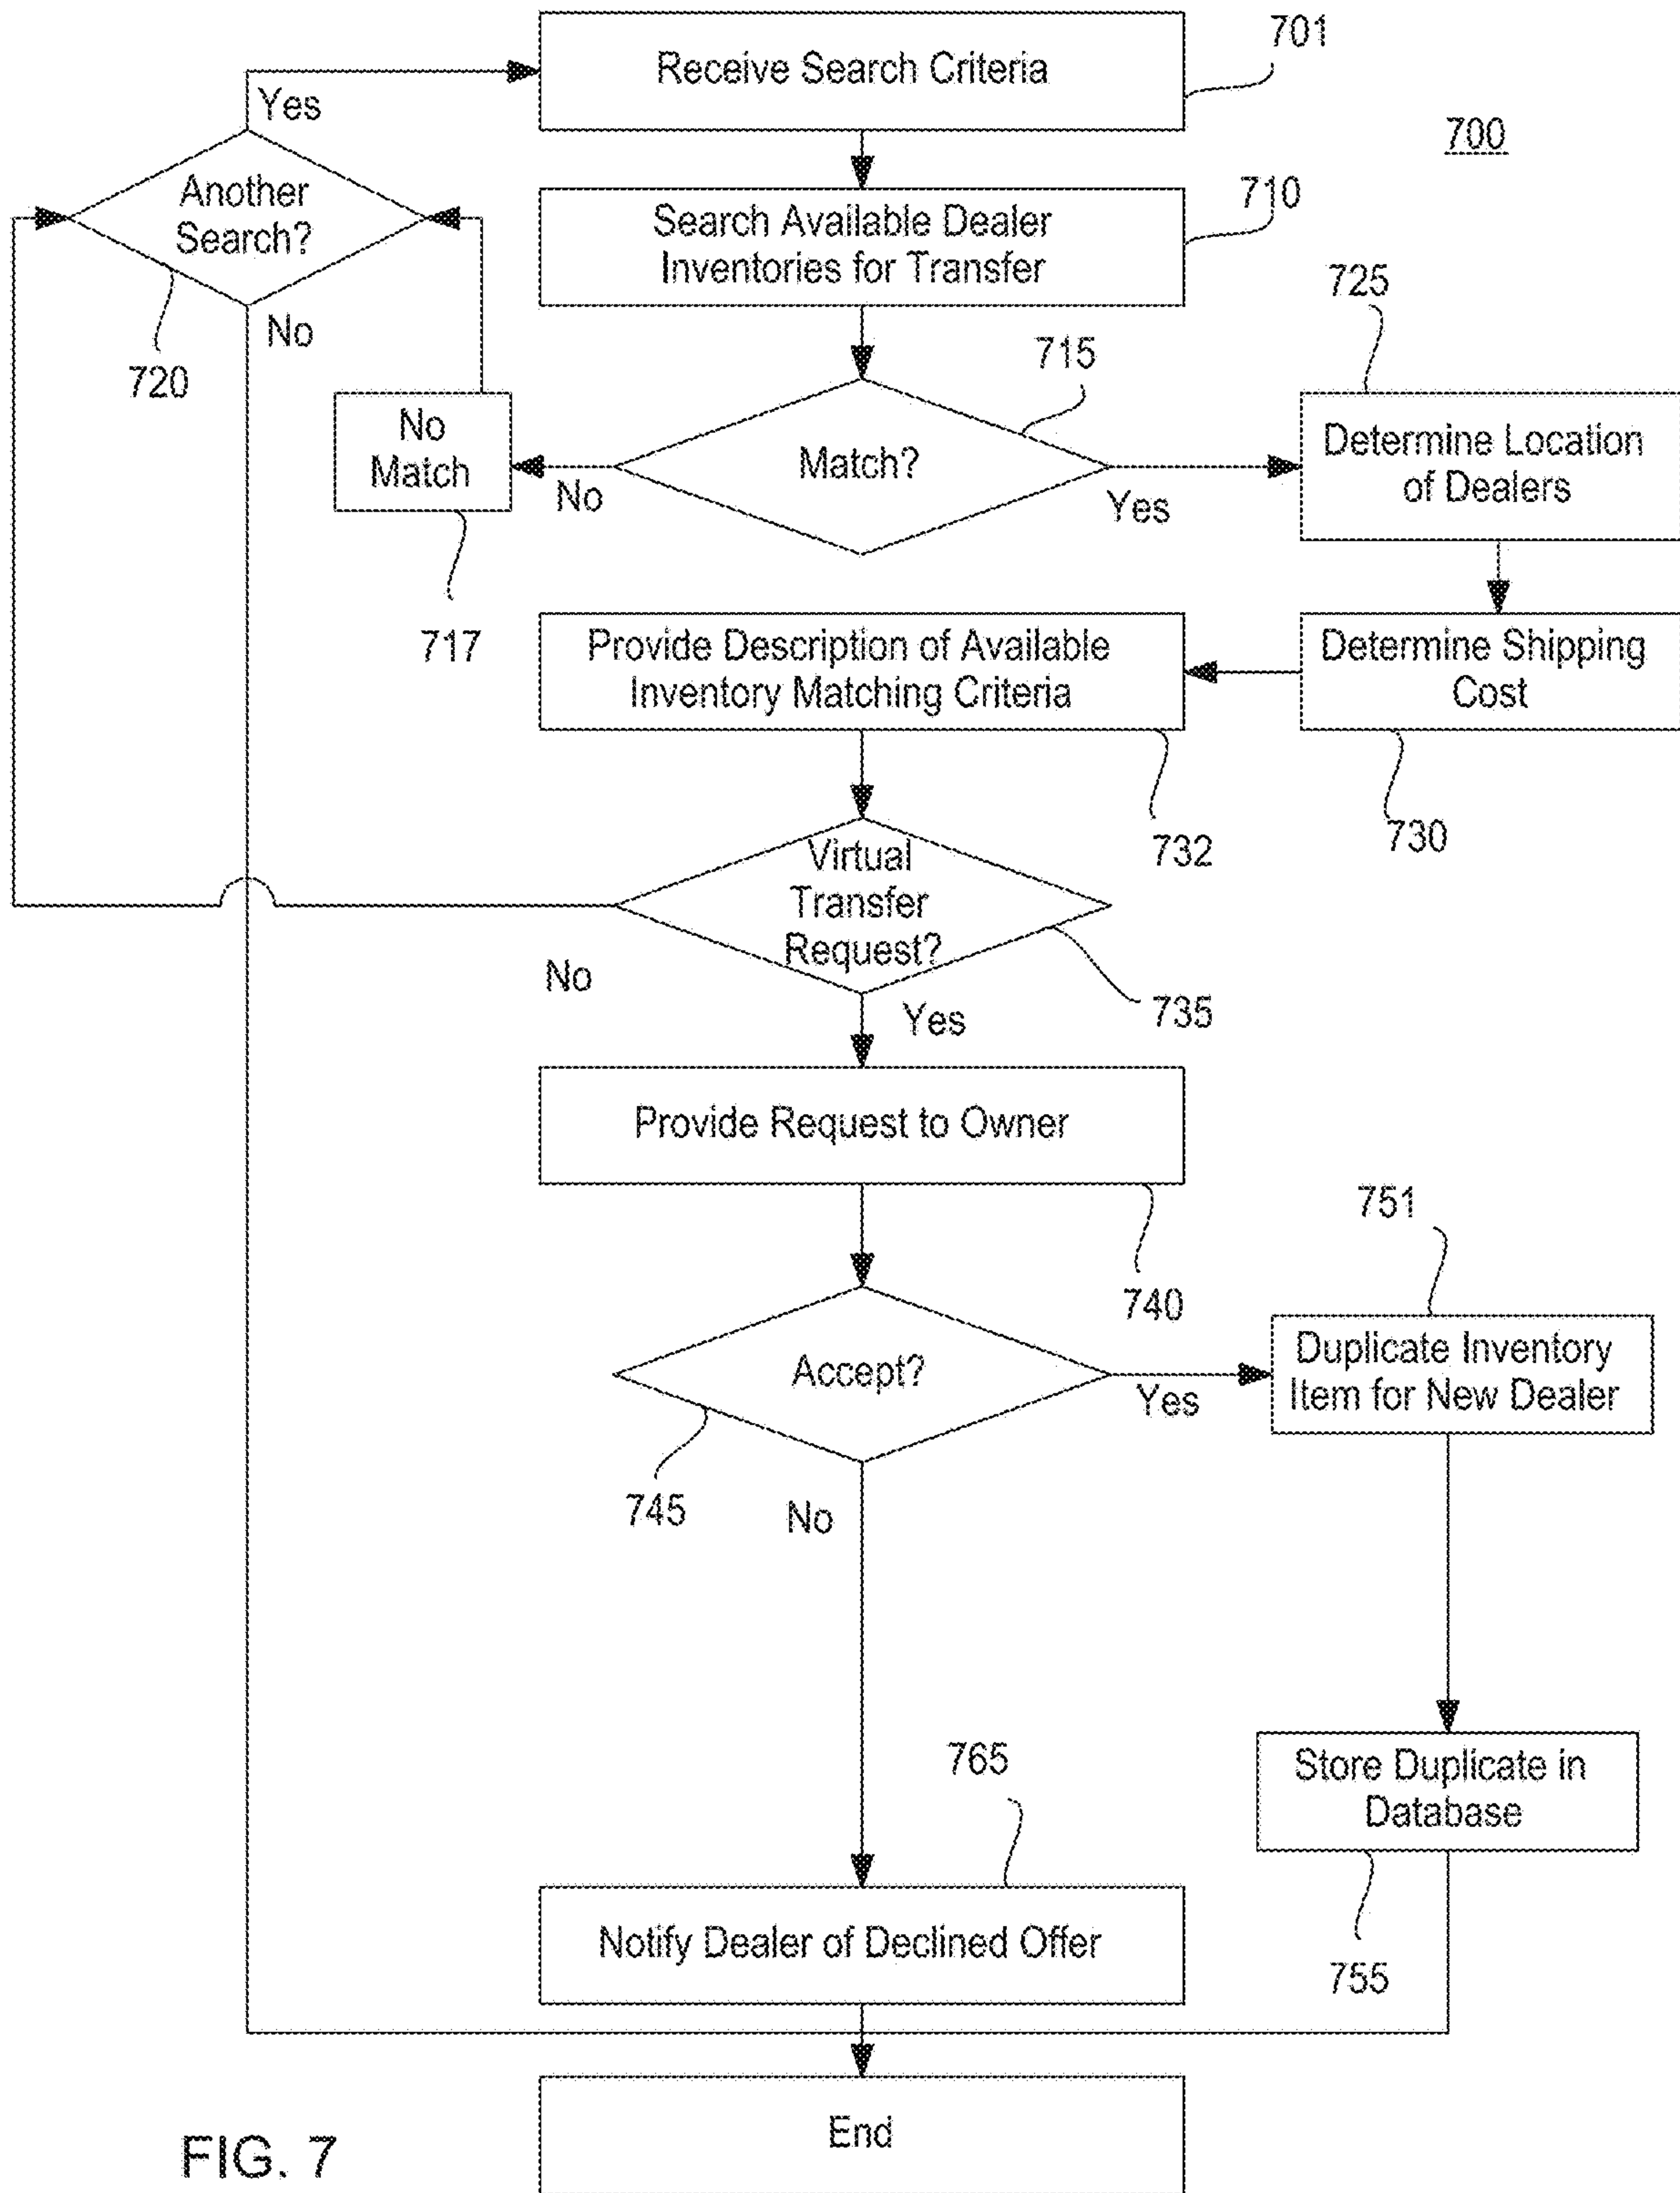 Receive Search Criteria
701
700
Yes
Another
Search?
720
No
Search Available Dealer
Inventories for Transfer
710
715
Match?
No
Yes
No
Match
717
725
Determine Location
of Dealers
Determine Shipping
Cost
730
Provide Description of Available
Inventory Matching Criteria
732
Virtual
Transfer
Request?
735
No
Yes
Provide Request to Owner
740
Accept?
745
Yes
No
751
Duplicate Inventory
Item for New Dealer
Store Duplicate in
Database
755
765
Notify Dealer of Declined Offer
End
FIG. 7